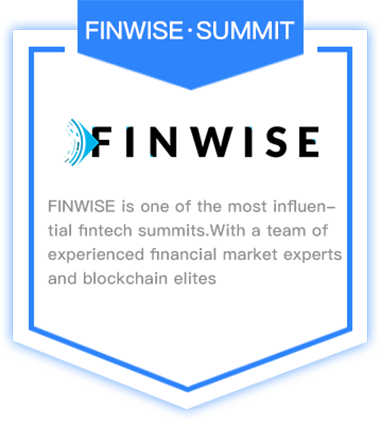 FINWISE·SUMMIT
FINWISE
FINWISE is one of the most influen-
tial fintech summits.With a team of
experienced financial market experts
and blockchain elites